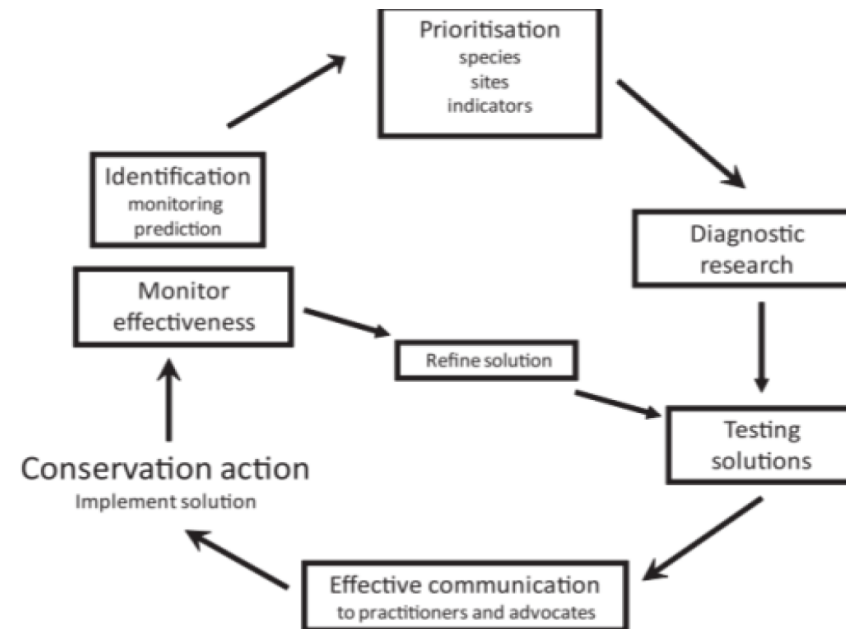 Prioritisation
species
sites
indicators
Identification
monitoring
prediction
Diagnostic
research
Monitor
effectiveness
Refine solution
Testing
solutions
Conservation action
Implement solution
Effective communication
to practitioners and advocates